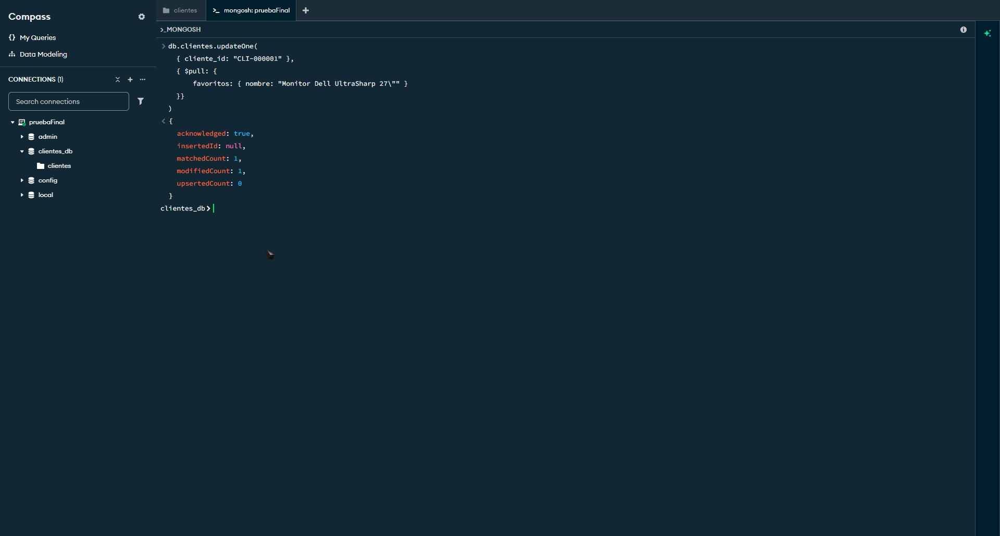 Compass
My Queries
Data Modeling
CONNECTIONS (1)
Search connections
pruebaFinal
admin
clientes_db
clientes
config
local
clientes
>_ mongosh: pruebaFinal
>_MONGOSH
db.clientes.updateOne(
{ cliente_id: "CLI-000001" },
{ $pull: {
favoritos: { nombre: "Monitor Dell UltraSharp 27\"" }
}}
)
{
acknowledged: true,
insertedId: null,
matchedCount: 1,
modifiedCount: 1,
upsertedCount: 0
}
clientes_db>